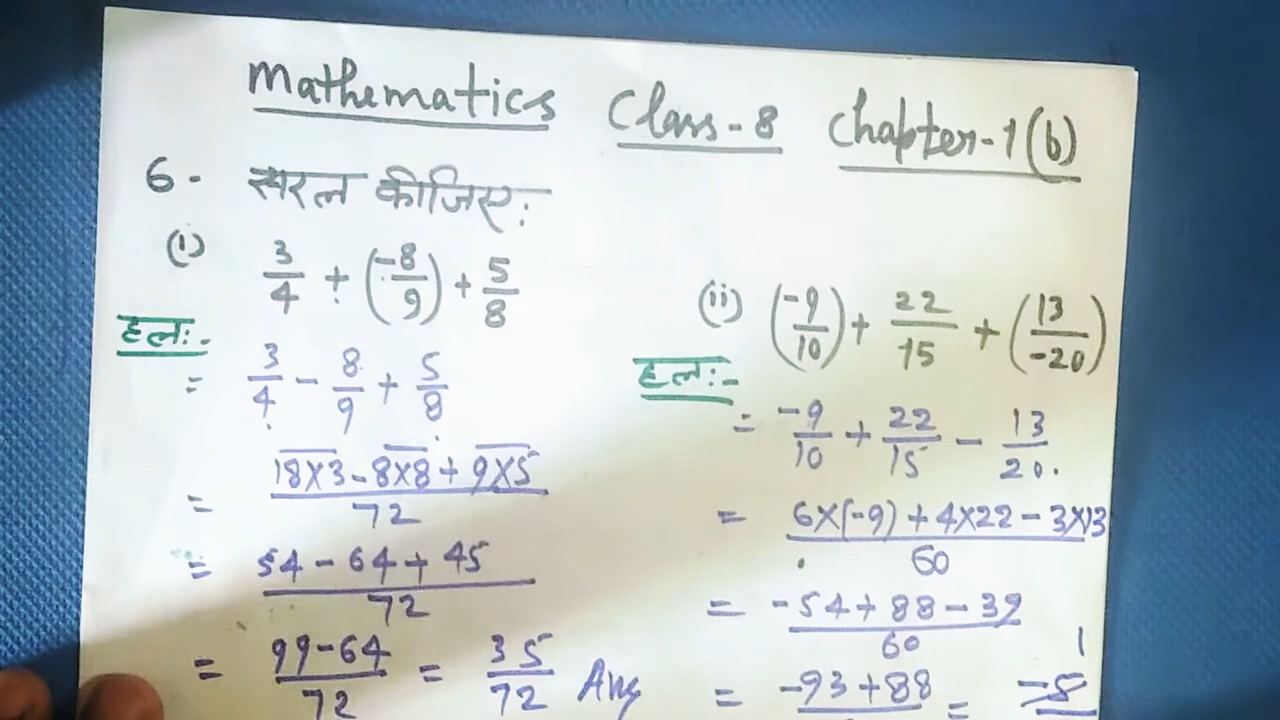 Mathematics Class-8 Chapter-1(b)
6- सरल कीजिए:
(i) 3/4 + (-8/9) + 5/8
हल:-
= 3/4 - 8/9 + 5/8
= 18×3-8×8+9×5/72
= 54-64+45/72
= 99-64/72 = 35/72 Ans
(ii) (-9/10) + 22/15 + (13/-20)
हल:-
= -9/10 + 22/15 - 13/20.
= 6×(-9)+4×22-3×13/60
= -54+88-39/60
= -93+88 = -5 1